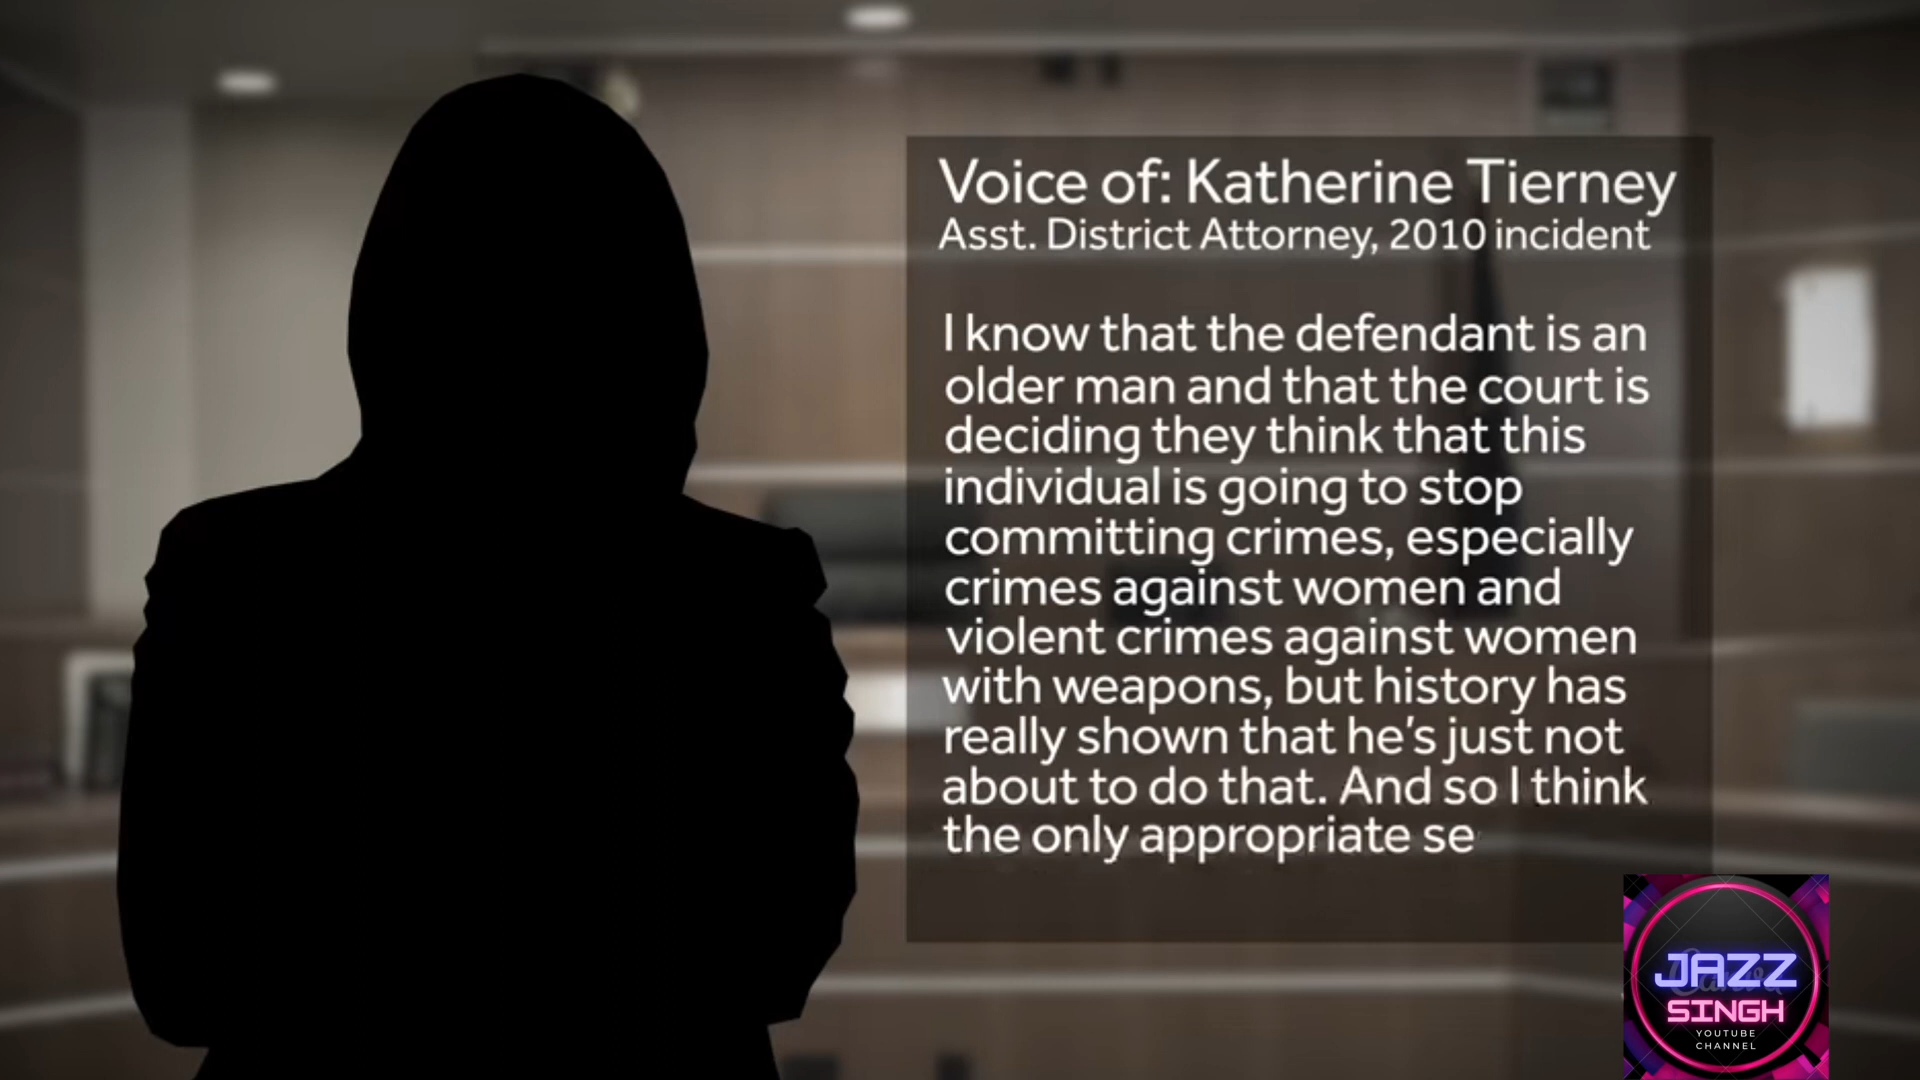 Voice of: Katherine Tierney
Asst. District Attorney, 2010 incident
I know that the defendant is an
older man and that the court is
deciding they think that this
individual is going to stop
committing crimes, especially
crimes against women and
violent crimes against women
with weapons, but history has
really shown that he's just not
about to do that. And so I think
the only appropriate se
JAZZ
SINGH
YOUTUBE
CHANNEL